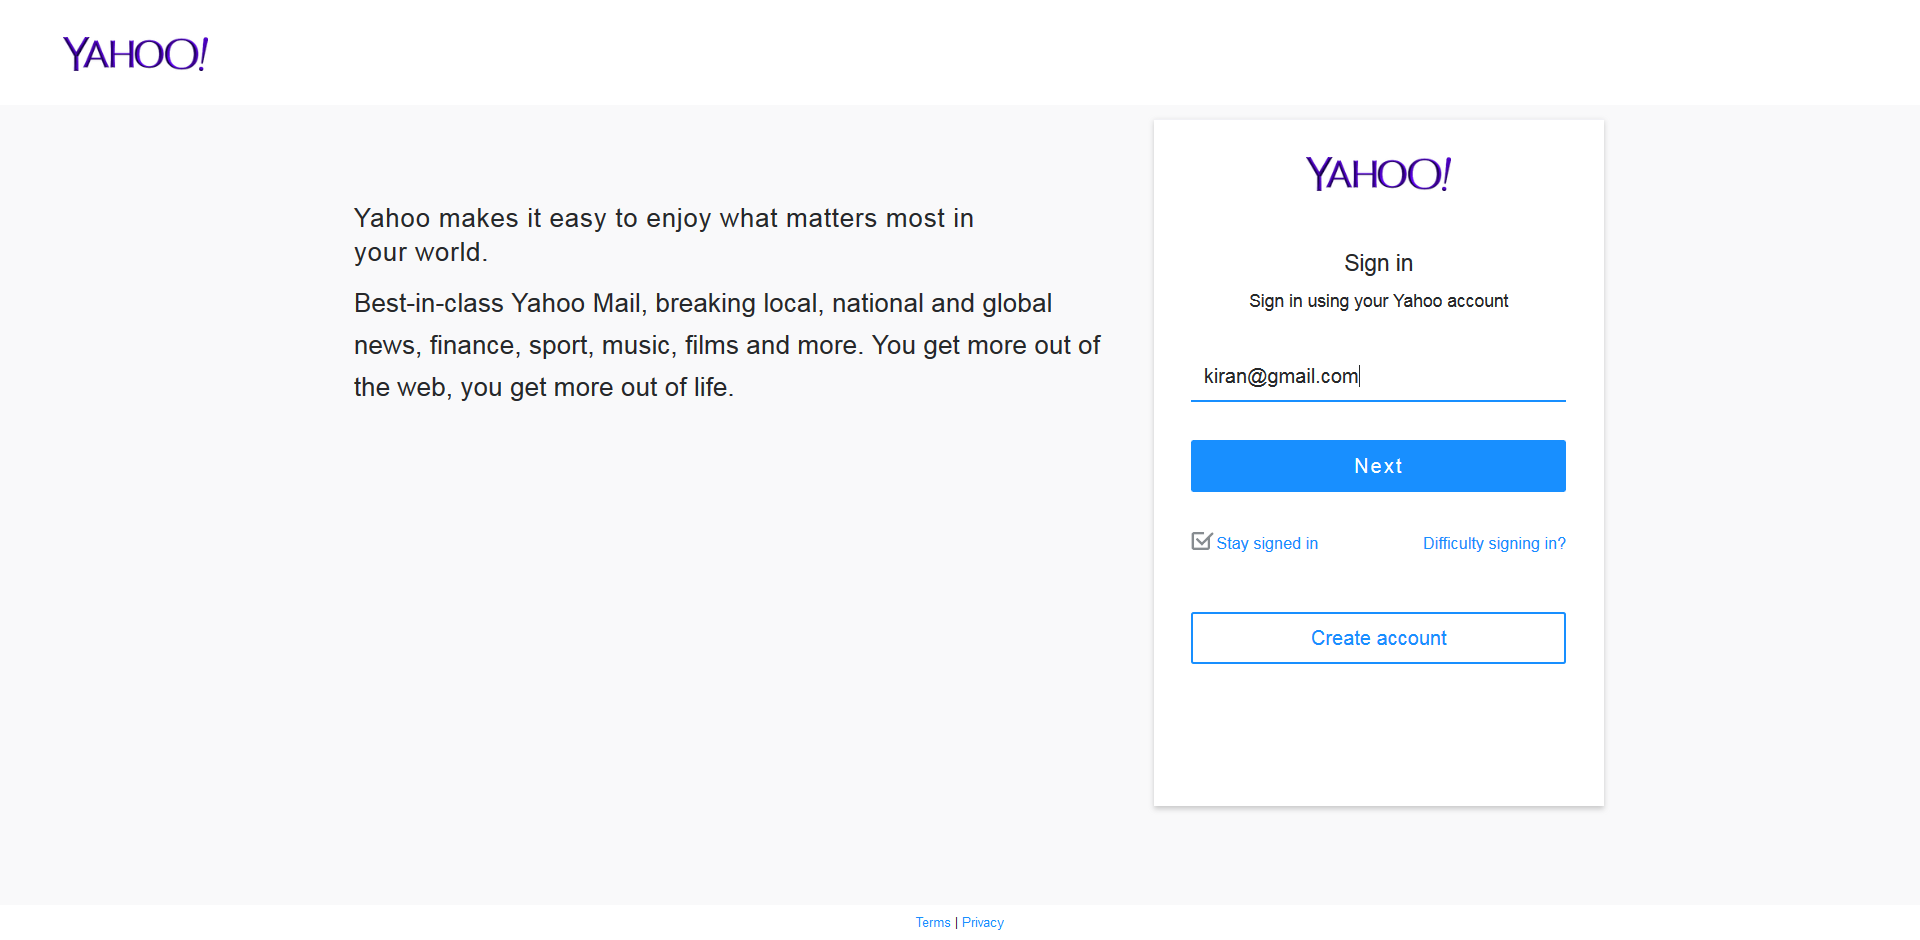 YAHOO!
Yahoo makes it easy to enjoy what matters most in
your world.
Best-in-class Yahoo Mail, breaking local, national and global
news, finance, sport, music, films and more. You get more out of
the web, you get more out of life.
YAHOO!
Sign in
Sign in using your Yahoo account
kiran@gmail.com
Next
Stay signed in
Difficulty signing in?
Create account
Terms | Privacy